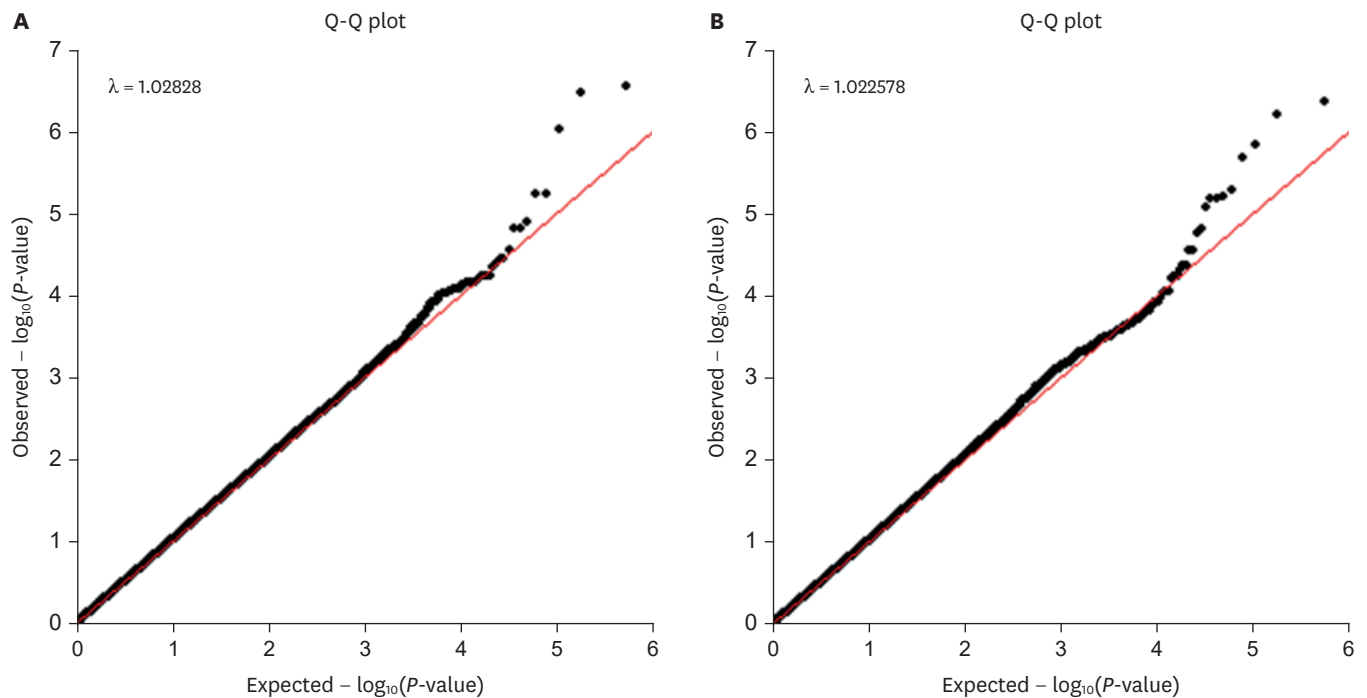 A
Q-Q plot
λ = 1.02828
7
6
5
4
3
2
1
0
Observed – log₁₀(P-value)
0 1 2 3 4 5 6
Expected – log₁₀(P-value)
B
Q-Q plot
λ = 1.022578
7
6
5
4
3
2
1
0
Observed – log₁₀(P-value)
0 1 2 3 4 5 6
Expected – log₁₀(P-value)